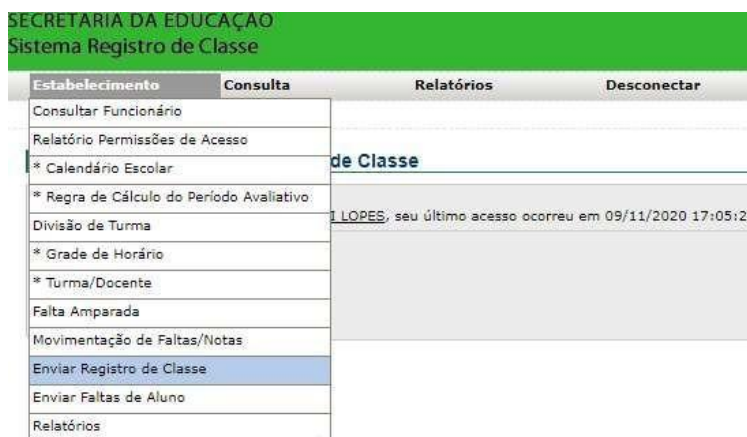 SECRETARIA DA EDUCAÇÃO
Sistema Registro de Classe
Estabelecimento Consulta Relatórios Desconectar
Consultar Funcionário
Relatório Permissões de Acesso
* Calendário Escolar
de Classe
* Regra de Cálculo do Período Avaliativo
I LOPES, seu último acesso ocorreu em 09/11/2020 17:05:2
Divisão de Turma
* Grade de Horário
* Turma/Docente
Falta Amparada
Movimentação de Faltas/Notas
Enviar Registro de Classe
Enviar Faltas de Aluno
Relatórios